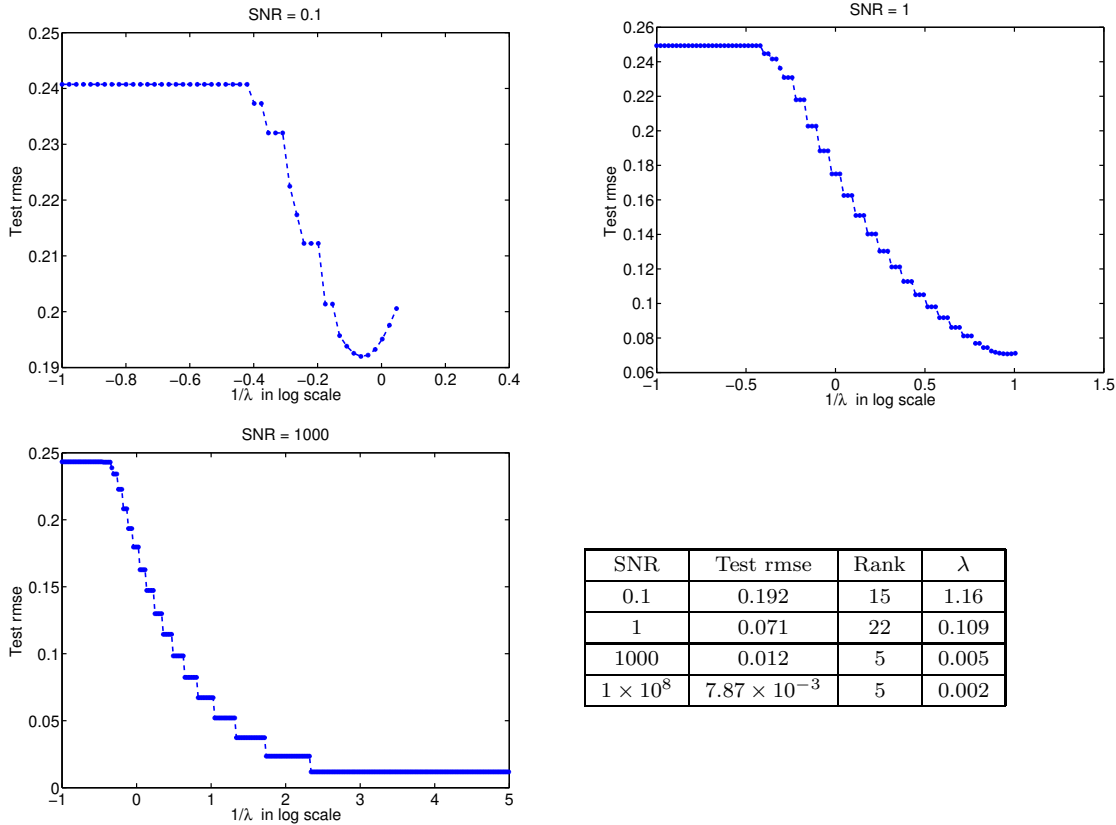 SNR = 0.1
0.25
0.24
0.23
0.22
0.21
0.2
0.19
Test rmse
−1 −0.8 −0.6 −0.4 −0.2 0 0.2 0.4
1/λ in log scale
SNR = 1
0.26
0.24
0.22
0.2
0.18
0.16
0.14
0.12
0.1
0.08
0.06
Test rmse
−1 −0.5 0 0.5 1 1.5
1/λ in log scale
SNR = 1000
0.25
0.2
0.15
0.1
0.05
0
Test rmse
−1 0 1 2 3 4 5
1/λ in log scale
SNR Test rmse Rank λ
0.1 0.192 15 1.16
1 0.071 22 0.109
1000 0.012 5 0.005
1 × 10⁸ 7.87 × 10⁻³ 5 0.002